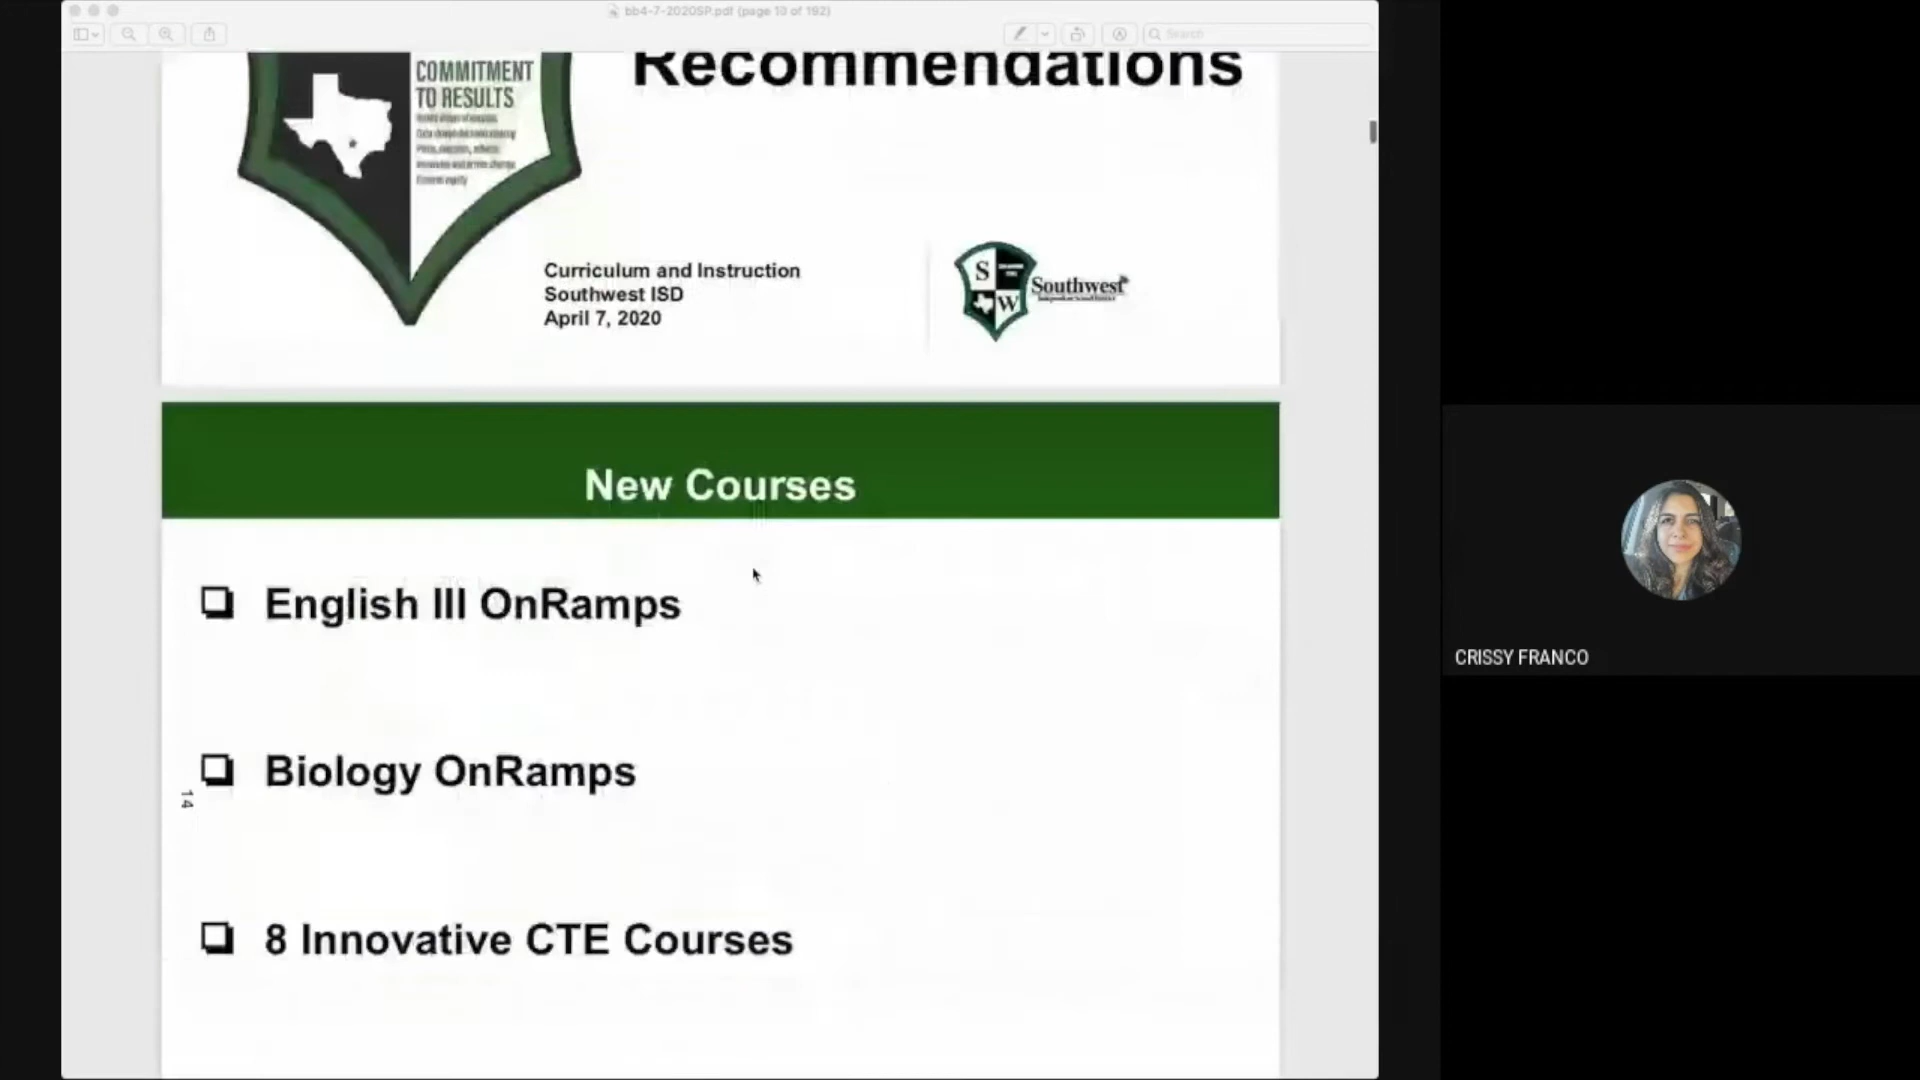 bb4-7-2020SP.pdf (page 13 of 192)
Search
Recommendations
COMMITMENT
TO RESULTS
Curriculum and Instruction
Southwest ISD
April 7, 2020
S
W
Southwest
New Courses
English III OnRamps
Biology OnRamps
14
8 Innovative CTE Courses
CRISSY FRANCO